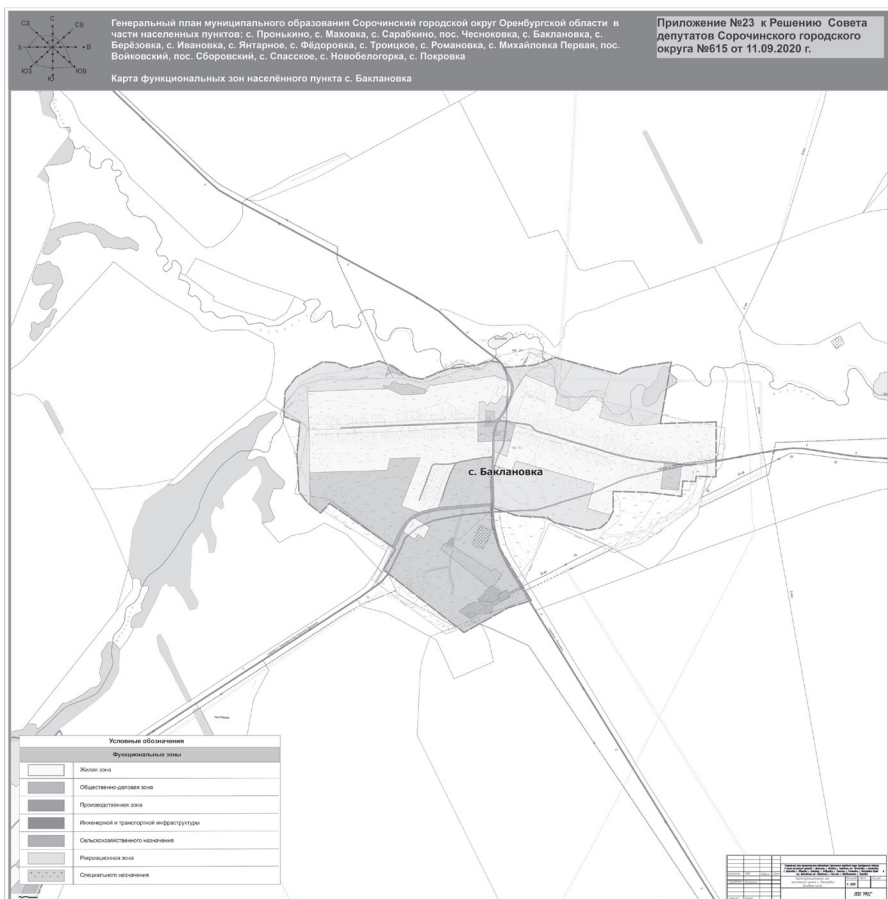 Генеральный план муниципального образования Сорочинский городской округ Оренбургской области в
части населенных пунктов: с. Пронькино, с. Маховка, с. Сарабкино, пос. Чесноковка, с. Баклановка, с.
Берёзовка, с. Ивановка, с. Янтарное, с. Фёдоровка, с. Троицкое, с. Романовка, с. Михайловка Первая, пос.
Войковский, пос. Сборовский, с. Спасское, с. Новобелогорка, с. Покровка
Карта функциональных зон населённого пункта с. Баклановка
Приложение №23 к Решению Совета
депутатов Сорочинского городского
округа №615 от 11.09.2020 г.
С
СЗ
СВ
З
В
ЮЗ
ЮВ
Ю
с. Баклановка
Условные обозначения
Функциональные зоны
Жилая зона
Общественно-деловая зона
Производственная зона
Инженерной и транспортной инфраструктуры
Сельскохозяйственного назначения
Рекреационная зона
Специального назначения